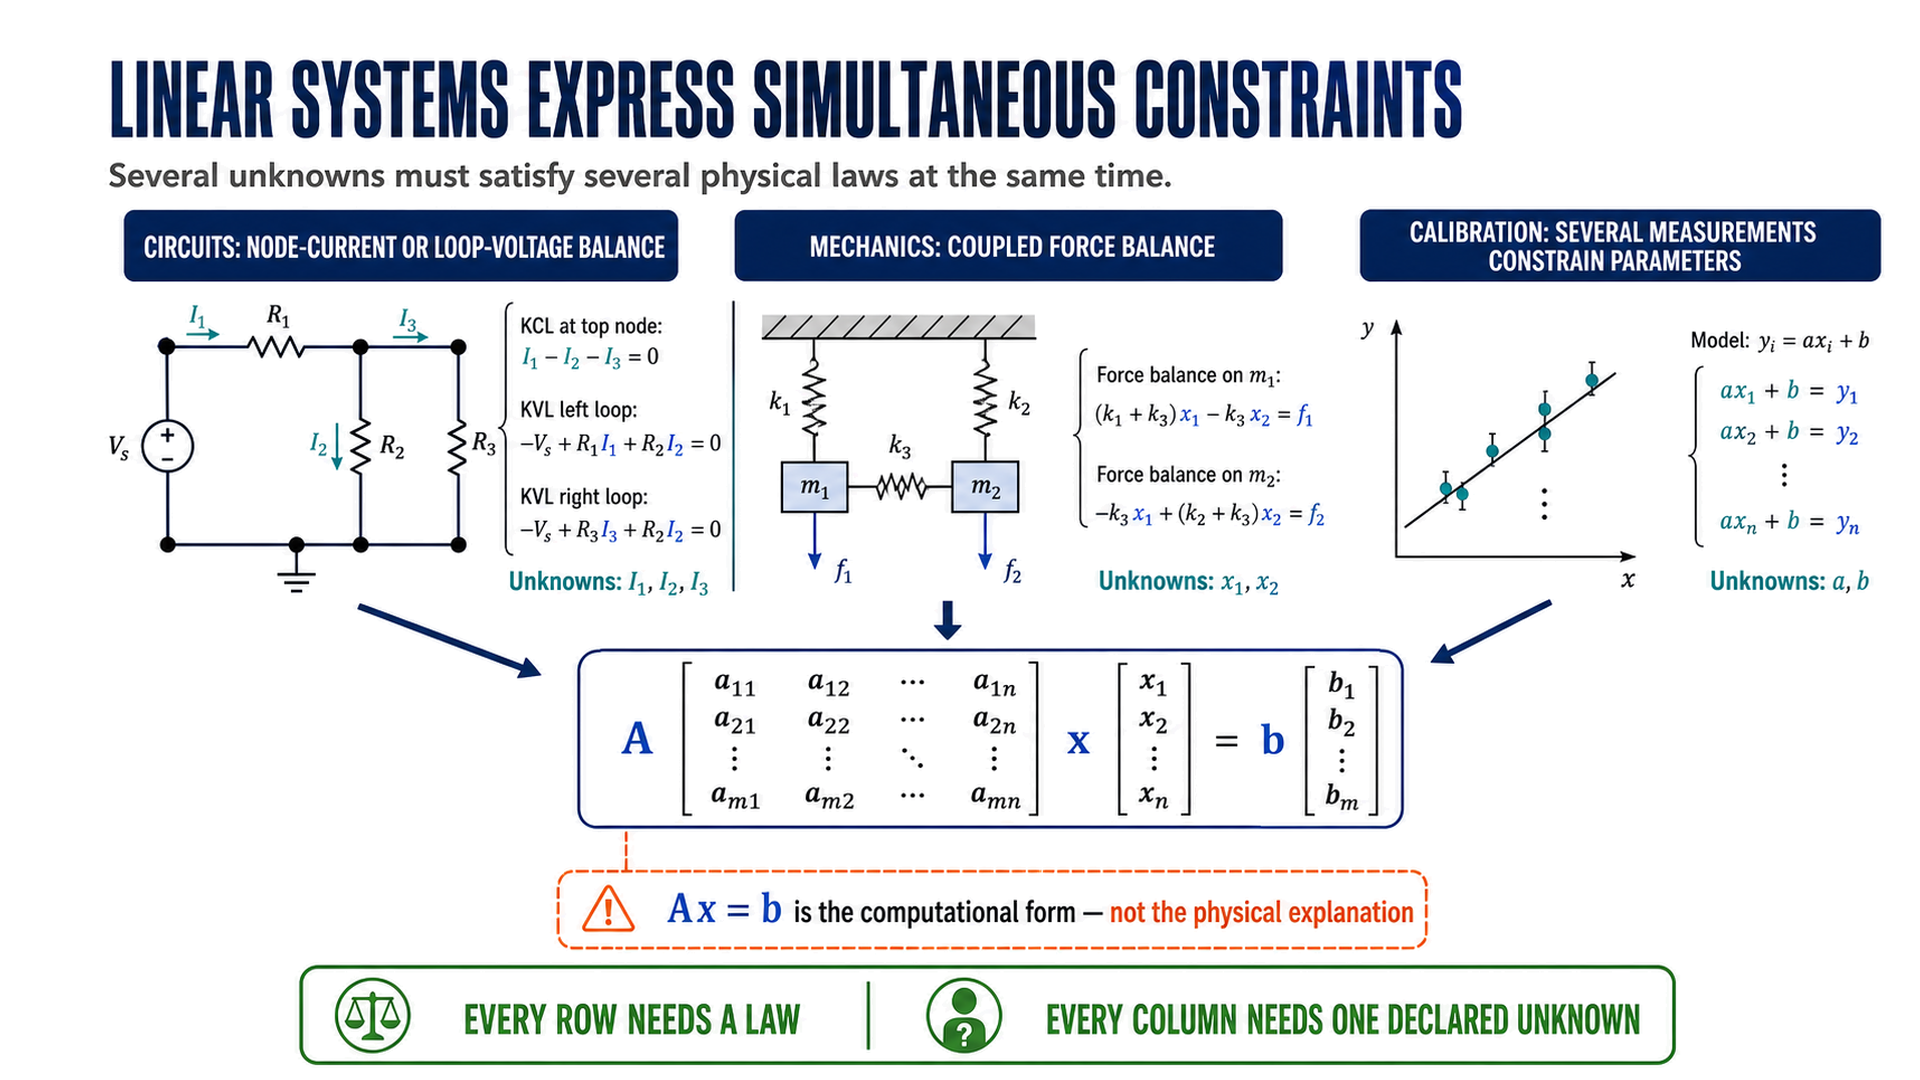 LINEAR SYSTEMS EXPRESS SIMULTANEOUS CONSTRAINTS
Several unknowns must satisfy several physical laws at the same time.
CIRCUITS: NODE-CURRENT OR LOOP-VOLTAGE BALANCE
I₁
R₁
I₃
Vₛ
+
−
I₂
R₂
R₃
KCL at top node:
I₁ − I₂ − I₃ = 0
KVL left loop:
−Vₛ + R₁I₁ + R₂I₂ = 0
KVL right loop:
−Vₛ + R₃I₃ + R₂I₂ = 0
Unknowns: I₁, I₂, I₃
MECHANICS: COUPLED FORCE BALANCE
k₁
k₂
k₃
m₁
m₂
f₁
f₂
Force balance on m₁:
(k₁ + k₃)x₁ − k₃x₂ = f₁
Force balance on m₂:
−k₃x₁ + (k₂ + k₃)x₂ = f₂
Unknowns: x₁, x₂
CALIBRATION: SEVERAL MEASUREMENTS
CONSTRAIN PARAMETERS
y
x
⋮
Model: yᵢ = axᵢ + b
ax₁ + b = y₁
ax₂ + b = y₂
⋮
axₙ + b = yₙ
Unknowns: a, b
A
a₁₁ a₁₂ ⋯ a₁ₙ
a₂₁ a₂₂ ⋯ a₂ₙ
⋮ ⋮ ⋱ ⋮
aₘ₁ aₘ₂ ⋯ aₘₙ
x
x₁
x₂
⋮
xₙ
=
b
b₁
b₂
⋮
bₘ
!
Ax = b is the computational form — not the physical explanation
EVERY ROW NEEDS A LAW
?
EVERY COLUMN NEEDS ONE DECLARED UNKNOWN